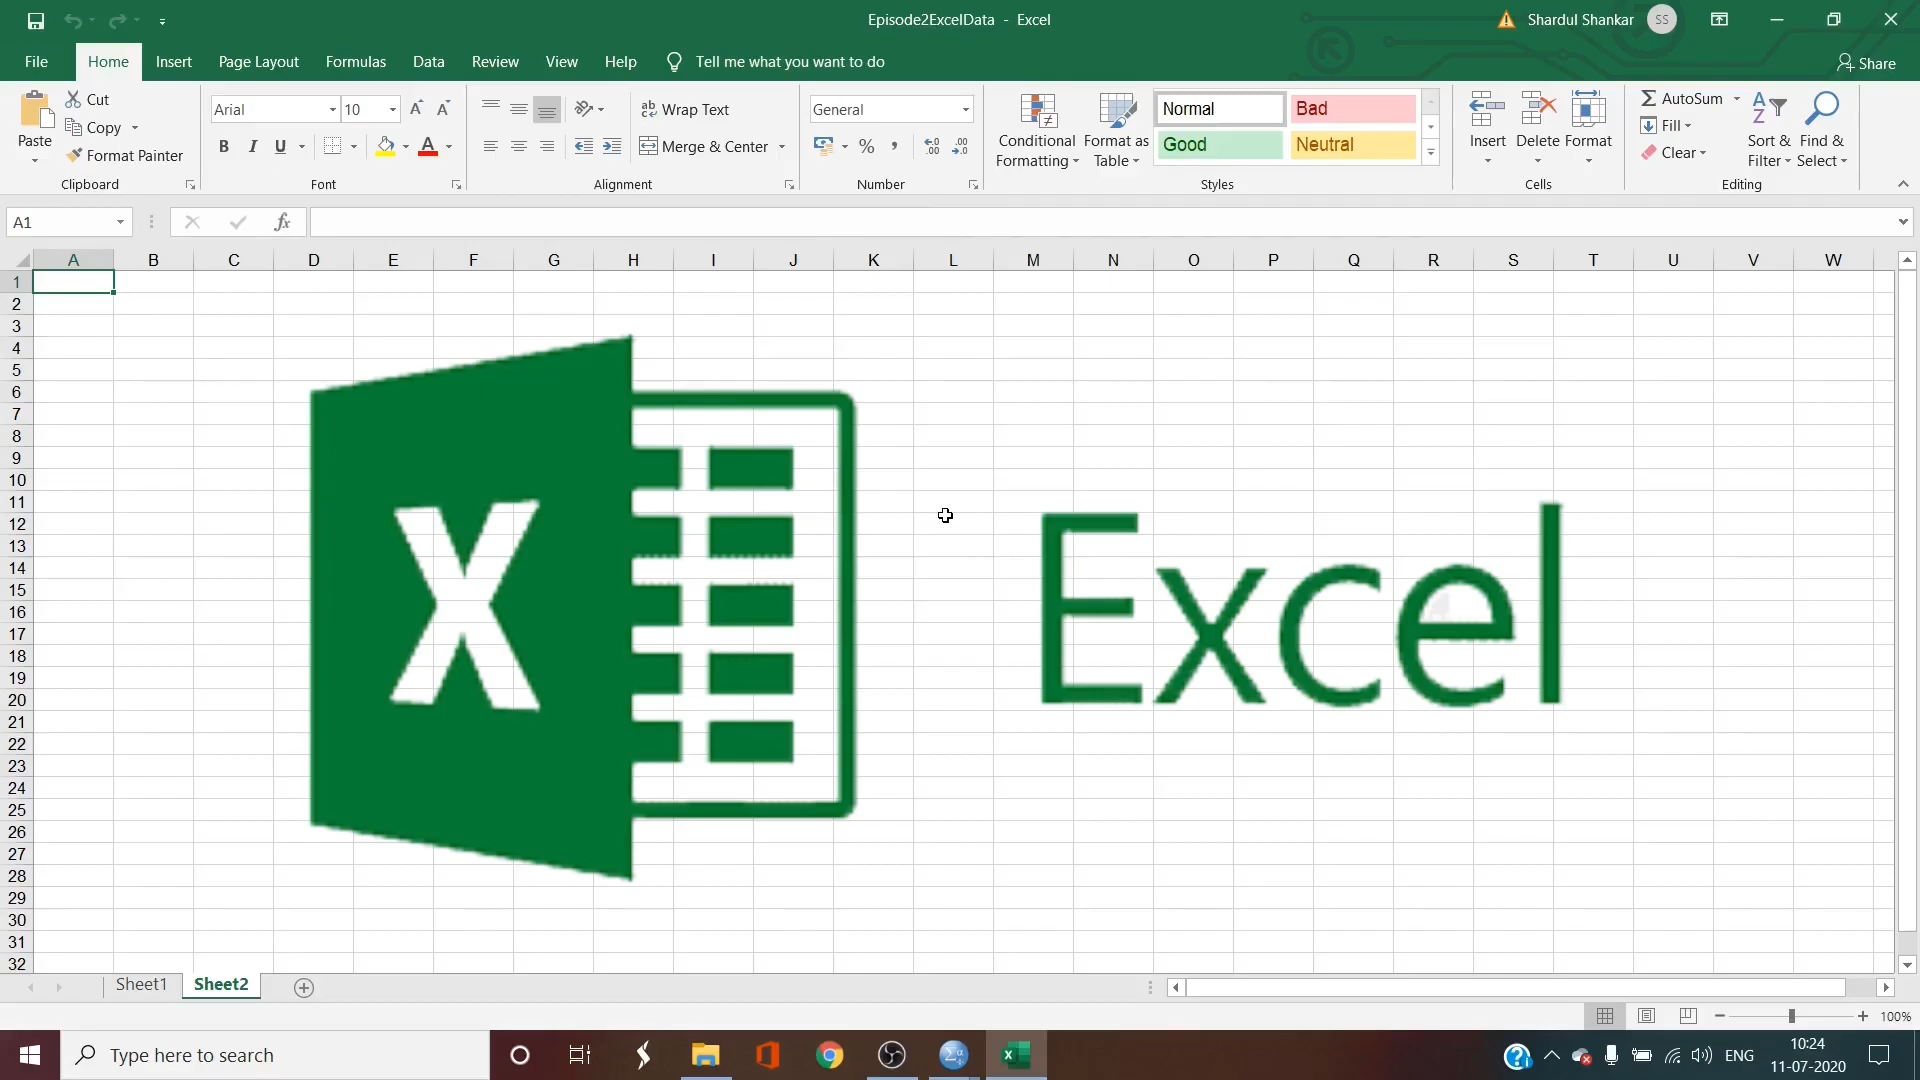 Episode2ExcelData - Excel
Shardul Shankar
SS
File
Home
Insert
Page Layout
Formulas
Data
Review
View
Help
Tell me what you want to do
Share
Paste
Cut
Copy
Format Painter
Clipboard
Arial
10
B
I
U
Font
Wrap Text
Merge & Center
Alignment
General
%
Number
Conditional
Formatting
Format as
Table
Normal
Bad
Good
Neutral
Styles
Insert
Delete
Format
Cells
AutoSum
Fill
Clear
Sort &
Filter
Find &
Select
Editing
A1
fx
A B C D E F G H I J K L M N O P Q R S T U V W
1
2
3
4
5
6
7
8
9
10
11
12
13
14
15
16
17
18
19
20
21
22
23
24
25
26
27
28
29
30
31
32
X
Excel
Sheet1
Sheet2
100%
Type here to search
ENG
10:24
11-07-2020